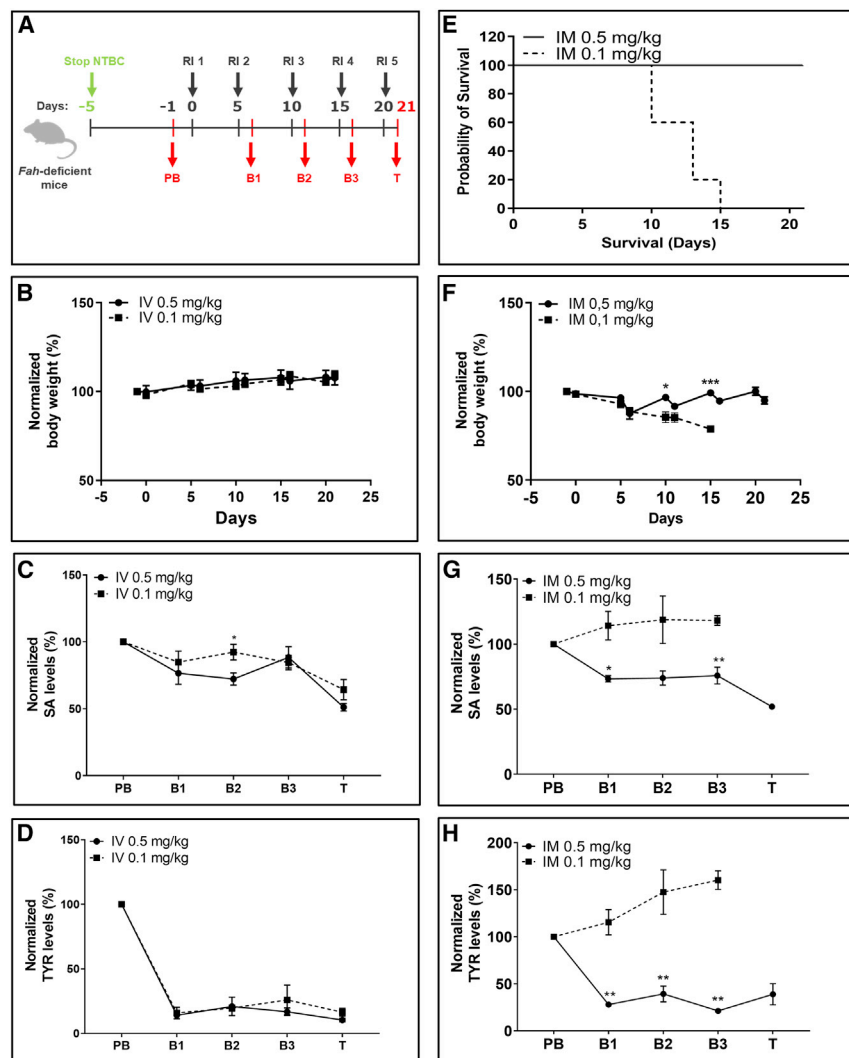 A
Stop NTBC
RI 1
RI 2
RI 3
RI 4
RI 5
Days:
-5
-1
0
5
10
15
20
21
Fah-deficient
mice
PB
B1
B2
B3
T
E
IM 0.5 mg/kg
IM 0.1 mg/kg
Probability of Survival
120
100
80
60
40
20
0
0
5
10
15
20
Survival (Days)
B
IV 0.5 mg/kg
IV 0.1 mg/kg
Normalized
body weight (%)
150
100
50
-5
0
5
10
15
20
25
Days
F
IM 0,5 mg/kg
IM 0,1 mg/kg
Normalized
body weight (%)
150
100
50
*
***
-5
0
5
10
15
20
25
Days
C
IV 0.5 mg/kg
IV 0.1 mg/kg
Normalized
SA levels (%)
150
100
50
0
*
PB
B1
B2
B3
T
G
IM 0.5 mg/kg
IM 0.1 mg/kg
Normalized
SA levels (%)
150
100
50
0
*
**
PB
B1
B2
B3
T
D
IV 0.5 mg/kg
IV 0.1 mg/kg
Normalized
TYR levels (%)
150
100
50
0
PB
B1
B2
B3
T
H
IM 0.5 mg/kg
IM 0.1 mg/kg
Normalized
TYR levels (%)
200
150
100
50
0
**
**
**
PB
B1
B2
B3
T